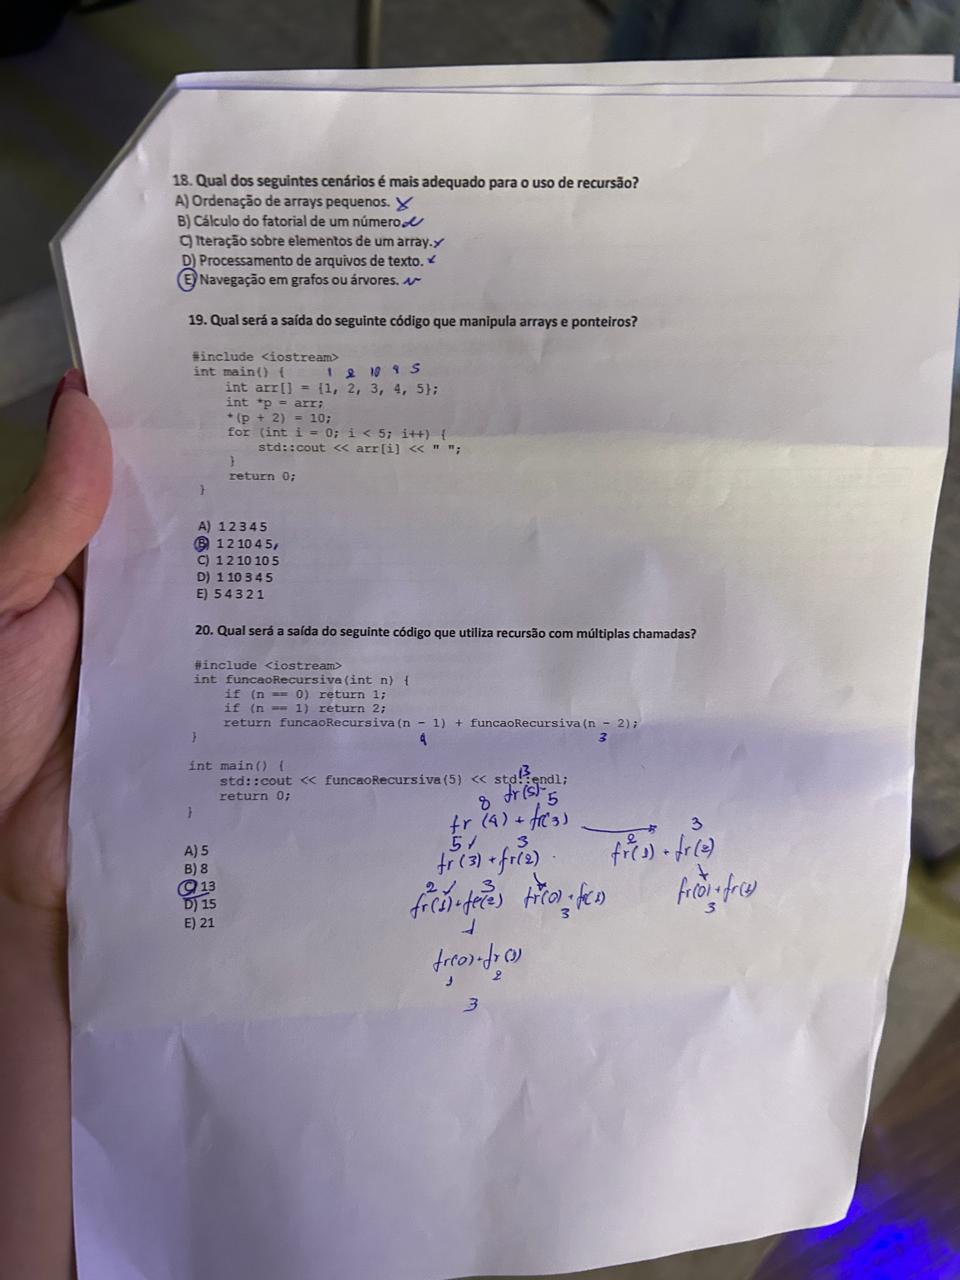 18. Qual dos seguintes cenários é mais adequado para o uso de recursão?
A) Ordenação de arrays pequenos.
B) Cálculo do fatorial de um número.
C) Iteração sobre elementos de um array.
D) Processamento de arquivos de texto.
E) Navegação em grafos ou árvores.
19. Qual será a saída do seguinte código que manipula arrays e ponteiros?
#include <iostream>
int main() {
1 2 10 4 5
int arr[] = {1, 2, 3, 4, 5};
int *p = arr;
*(p + 2) = 10;
for (int i = 0; i < 5; i++) {
std::cout << arr[i] << " ";
}
return 0;
}
A) 1 2 3 4 5
B) 1 2 10 4 5
C) 1 2 10 10 5
D) 1 10 3 4 5
E) 5 4 3 2 1
20. Qual será a saída do seguinte código que utiliza recursão com múltiplas chamadas?
#include <iostream>
int funcaoRecursiva(int n) {
if (n == 0) return 1;
if (n == 1) return 2;
return funcaoRecursiva(n - 1) + funcaoRecursiva(n - 2);
4 3
}
int main() {
13
std::cout << funcaoRecursiva(5) << std::endl;
return 0;
}
fr(5)
8 5
fr(4) + fr(3)
5 3 3
fr(3) + fr(2) fr(1) + fr(2)
2 3 2
A) 5
B) 8
C) 13
D) 15
E) 21
fr(1) + fr(2) fr(0) + fr(1) fr(0) + fr(1)
3 3
fr(0) + fr(1)
1 2
3